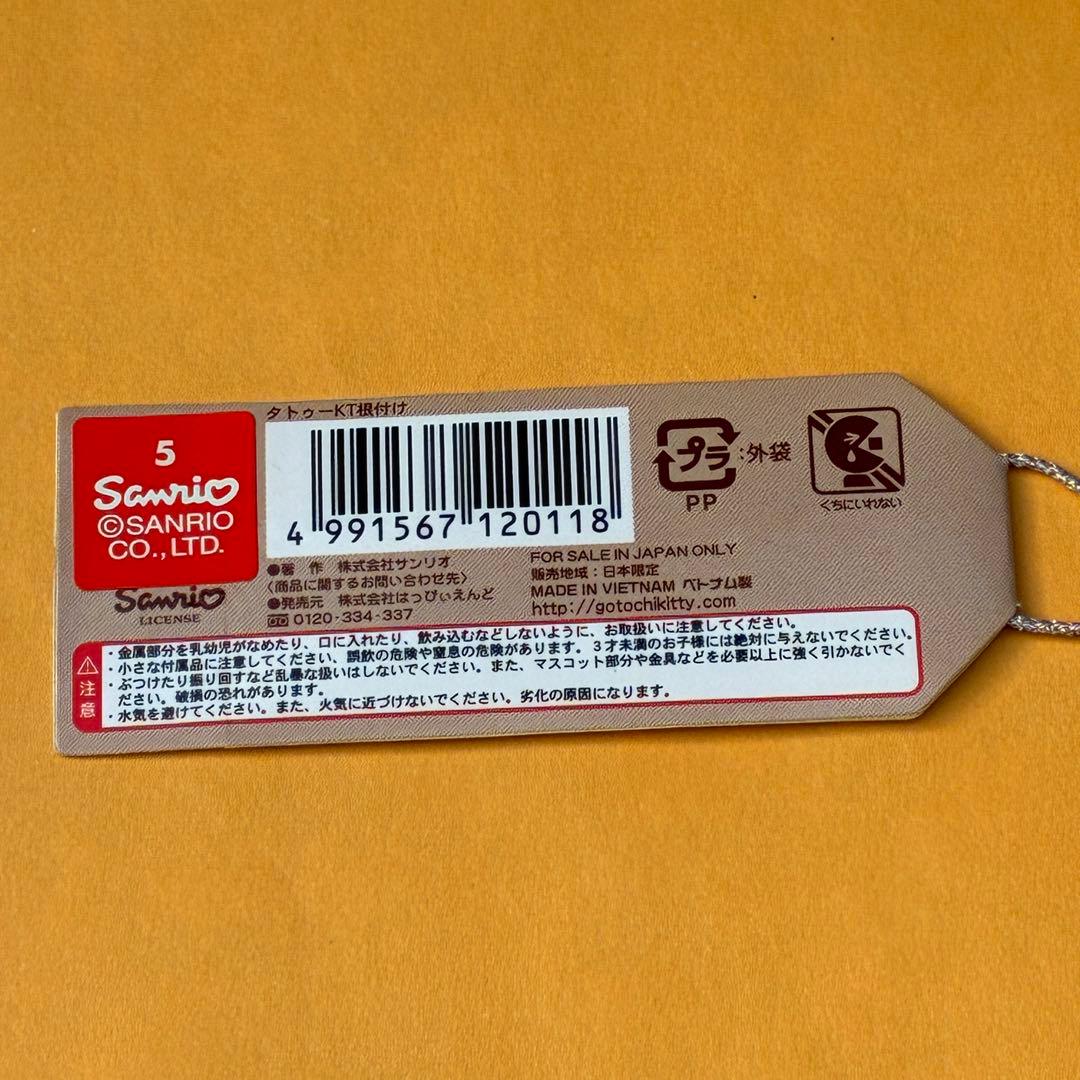 5
Sanrio
©SANRIO
CO.,LTD.
Sanrio
LICENSE
タトゥーKT根付け
4 991567 120118
●著 作 株式会社サンリオ
〈商品に関するお問い合わせ先〉
●発売元 株式会社はっぴぃえんど
0120-334-337
プラ :外袋
PP
くちにいれない
FOR SALE IN JAPAN ONLY
販売地域：日本限定
MADE IN VIETNAM ベトナム製
http://gotochikitty.com
注意
・金属部分を乳幼児がなめたり、口に入れたり、飲み込むなどしないように、お取扱いに注意してください。
・小さな付属品に注意してください、誤飲の危険や窒息の危険があります。3才未満のお子様には絶対に与えないでください。
・ぶつけたり振り回すなど乱暴な扱いはしないでください。また、マスコット部分や金具などを必要以上に強く引かないでく
ださい。破損の恐れがあります。
・水気を避けてください。また、火気に近づけないでください。劣化の原因になります。